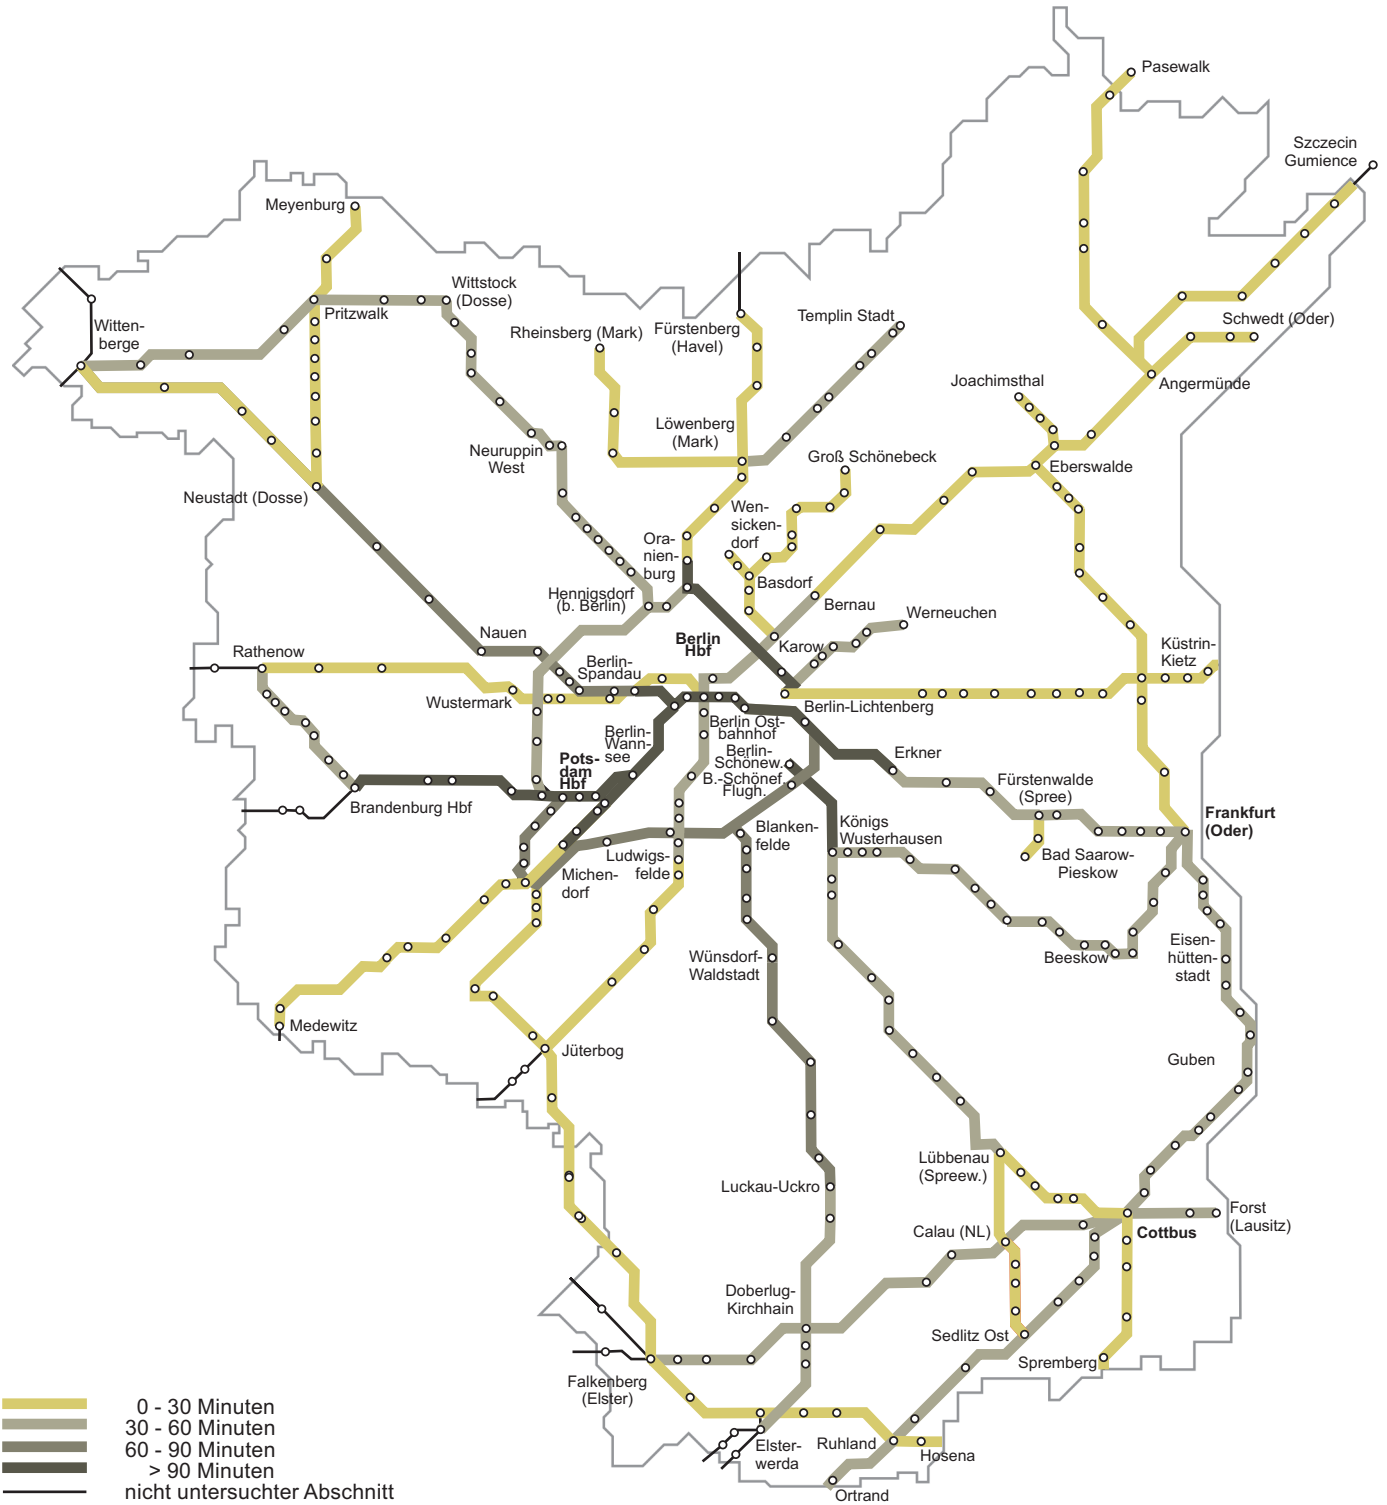 Pasewalk
Szczecin
Gumience
Meyenburg
Wittstock
(Dosse)
Pritzwalk
Witten-
berge
Rheinsberg (Mark)
Fürstenberg
(Havel)
Templin Stadt
Schwedt (Oder)
Angermünde
Joachimsthal
Löwenberg
(Mark)
Neuruppin
West
Groß Schönebeck
Eberswalde
Neustadt (Dosse)
Wen-
sicken-
dorf
Ora-
nien-
burg
Basdorf
Hennigsdorf
(b. Berlin)
Bernau
Werneuchen
Nauen
Berlin
Hbf
Karow
Küstrin-
Kietz
Rathenow
Berlin-
Spandau
Wustermark
Berlin-Lichtenberg
Berlin Ost-
bahnhof
Berlin-
Wann-
see
Berlin-
Schönew.
B.-Schönef.
Flugh.
Erkner
Pots-
dam
Hbf
Fürstenwalde
(Spree)
Brandenburg Hbf
Frankfurt
(Oder)
Königs
Wusterhausen
Blanken-
felde
Ludwigs-
felde
Bad Saarow-
Pieskow
Michen-
dorf
Wünsdorf-
Waldstadt
Beeskow
Eisen-
hütten-
stadt
Medewitz
Jüterbog
Guben
Lübbenau
(Spreew.)
Luckau-Uckro
Calau (NL)
Forst
(Lausitz)
Cottbus
Doberlug-
Kirchhain
Sedlitz Ost
Spremberg
Falkenberg
(Elster)
Elster-
werda
Ruhland
Hosena
Ortrand
0 - 30 Minuten
30 - 60 Minuten
60 - 90 Minuten
> 90 Minuten
nicht untersuchter Abschnitt